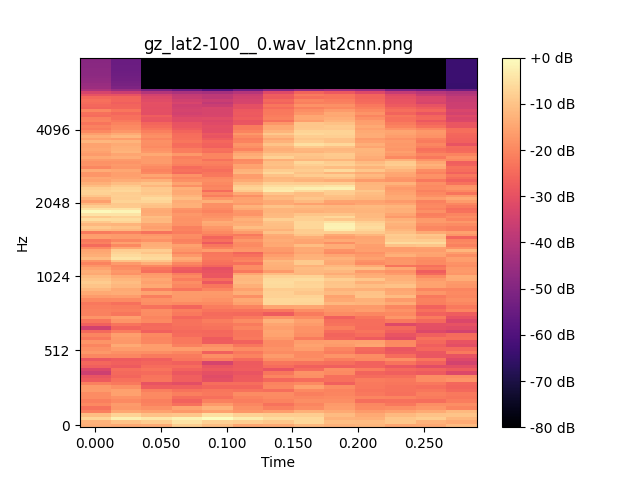 gz_lat2-100__0.wav_lat2cnn.png
Hz
4096
2048
1024
512
0
0.000 0.050 0.100 0.150 0.200 0.250
Time
+0 dB
-10 dB
-20 dB
-30 dB
-40 dB
-50 dB
-60 dB
-70 dB
-80 dB